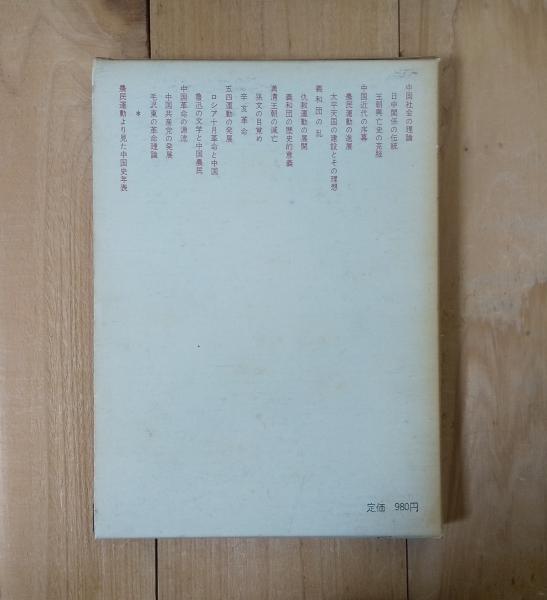 中国社会の理論
日中関係の伝統
王朝興亡史の克服
中国近代の序幕
農民運動の進展
太平天国の建設とその理想
義和団の乱
仇教運動の展開
義和団の歴史的意義
満清王朝の滅亡
孫文の目覚め
辛亥革命
五四運動の発展
ロシア十月革命と中国
魯迅の文学と中国農民
中国革命の源流
中国共産党の発展
毛沢東の革命理論
*
農民運動より見た中国史年表
定価 980円